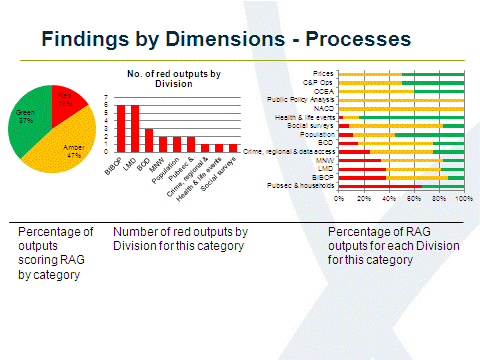 Findings by Dimensions - Processes
Red
16%
Green
37%
Amber
47%
No. of red outputs by
Division
7
6
5
4
3
2
1
0
BIBOP
LMD
BOD
MNW
Population
Pubsec &
Crime, regional &
Health & life events
Social surveys
Prices
C&P Ops
OCEA
Public Policy Analysis
NACD
Health & life events
Social surveys
Population
BOD
Crime, regional & data access
MNW
LMD
BIBOP
Pubsec & households
0% 20% 40% 60% 80% 100%
Percentage of
outputs
scoring RAG
by category
Number of red outputs by
Division for this category
Percentage of RAG
outputs for each Division
for this category